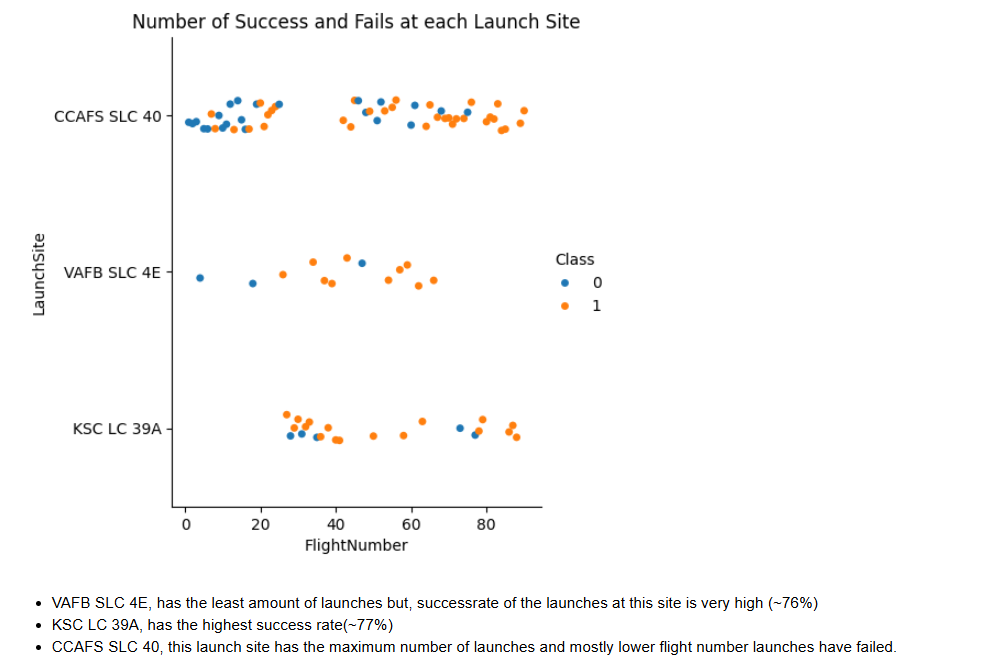 Number of Success and Fails at each Launch Site
CCAFS SLC 40
VAFB SLC 4E
KSC LC 39A
LaunchSite
0
20
40
60
80
FlightNumber
Class
0
1
VAFB SLC 4E, has the least amount of launches but, successrate of the launches at this site is very high (~76%)
KSC LC 39A, has the highest success rate(~77%)
CCAFS SLC 40, this launch site has the maximum number of launches and mostly lower flight number launches have failed.